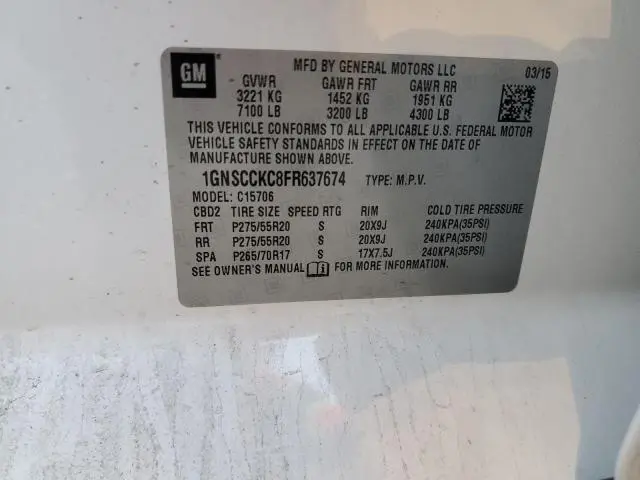 GM
MFD BY GENERAL MOTORS LLC 03/15
GVWR GAWR FRT GAWR RR
3221 KG 1452 KG 1951 KG
7100 LB 3200 LB 4300 LB
THIS VEHICLE CONFORMS TO ALL APPLICABLE U.S. FEDERAL MOTOR
VEHICLE SAFETY STANDARDS IN EFFECT ON THE DATE OF
MANUFACTURE SHOWN ABOVE.
1GNSCCKC8FR637674 TYPE: M.P.V.
MODEL: C15706
CBD2 TIRE SIZE SPEED RTG RIM COLD TIRE PRESSURE
FRT P275/55R20 S 20X9J 240KPA(35PSI)
RR P275/55R20 S 20X9J 240KPA(35PSI)
SPA P265/70R17 S 17X7.5J 240KPA(35PSI)
SEE OWNER'S MANUAL FOR MORE INFORMATION.